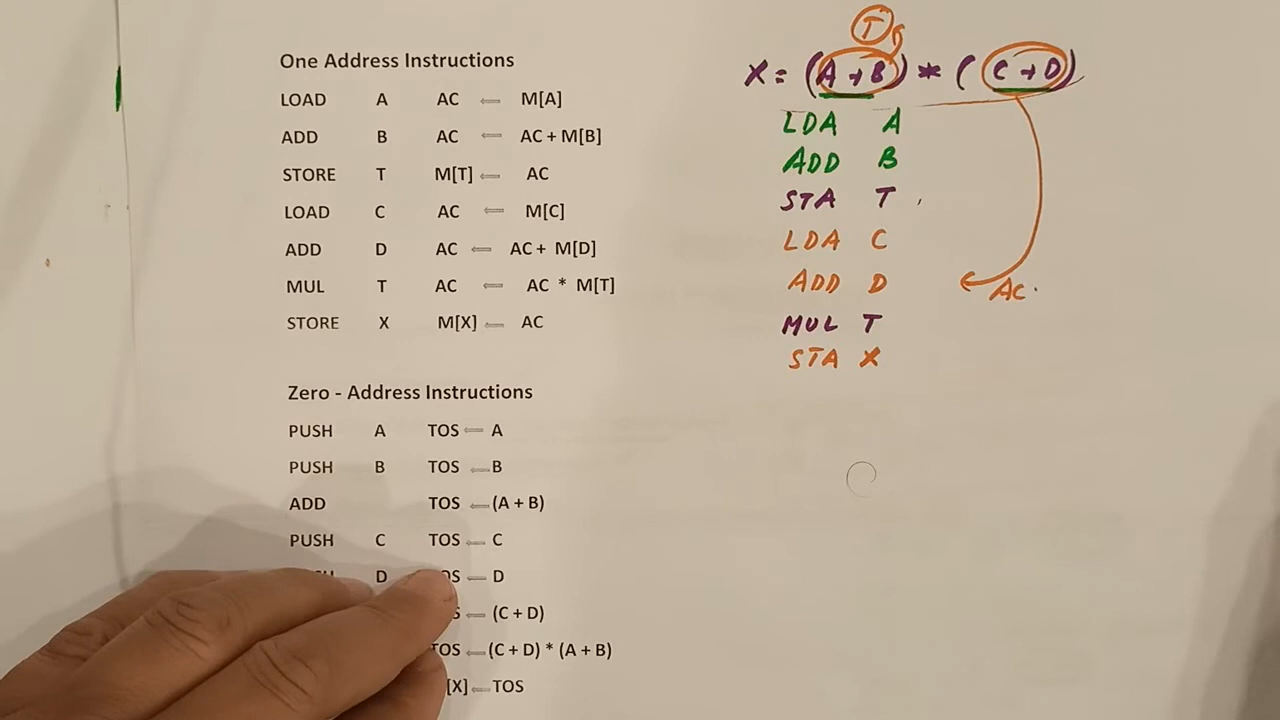 One Address Instructions
LOAD A AC ⟸ M[A]
ADD B AC ⟸ AC + M[B]
STORE T M[T] ⟸ AC
LOAD C AC ⟸ M[C]
ADD D AC ⟸ AC + M[D]
MUL T AC ⟸ AC * M[T]
STORE X M[X] ⟸ AC
Zero - Address Instructions
PUSH A TOS ⟸ A
PUSH B TOS ⟸ B
ADD TOS ⟸ (A + B)
PUSH C TOS ⟸ C
D ⟸ D
⟸ (C + D)
TOS ⟸ (C + D) * (A + B)
[X] ⟸ TOS
T
X = (A + B) * (C + D)
LDA A
ADD B
STA T
LDA C
ADD D
AC.
MUL T
STA X